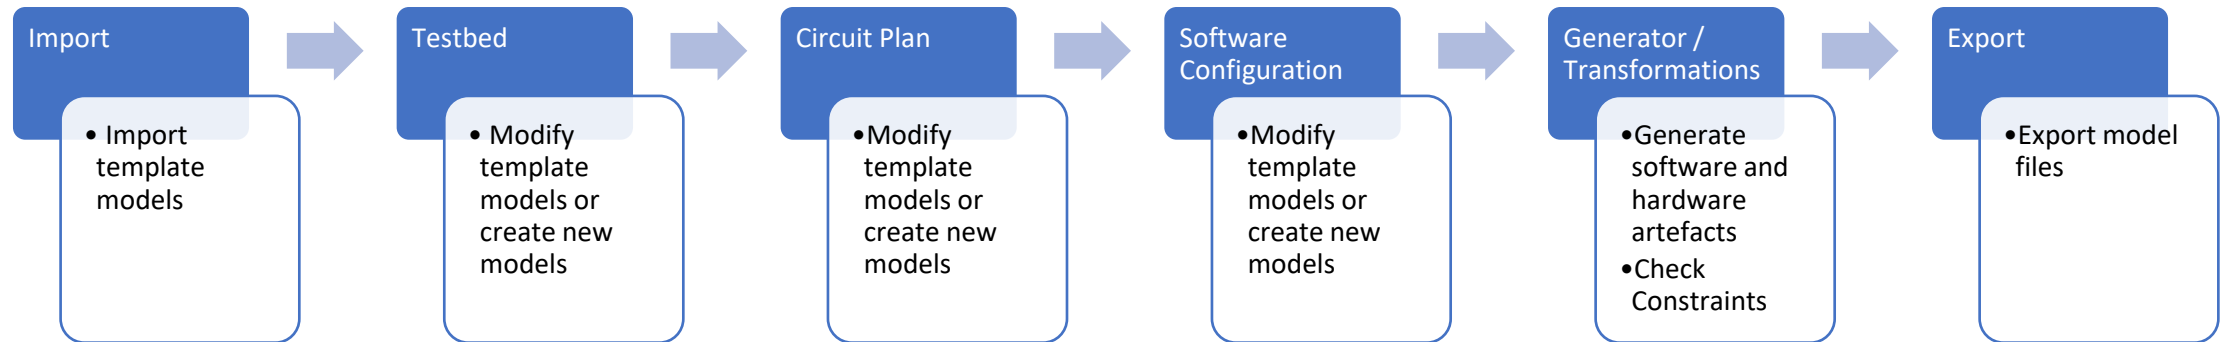 Import
• Import
template
models
Testbed
• Modify
template
models or
create new
models
Circuit Plan
•Modify
template
models or
create new
models
Software
Configuration
•Modify
template
models or
create new
models
Generator /
Transformations
•Generate
software and
hardware
artefacts
•Check
Constraints
Export
•Export model
files